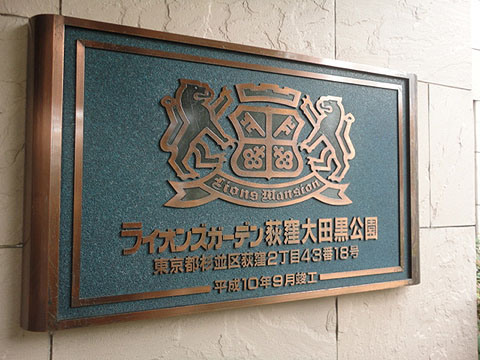 Lions Mansion
ライオンズガーデン荻窪大田黒公園
東京都杉並区荻窪2丁目43番18号
平成10年9月竣工